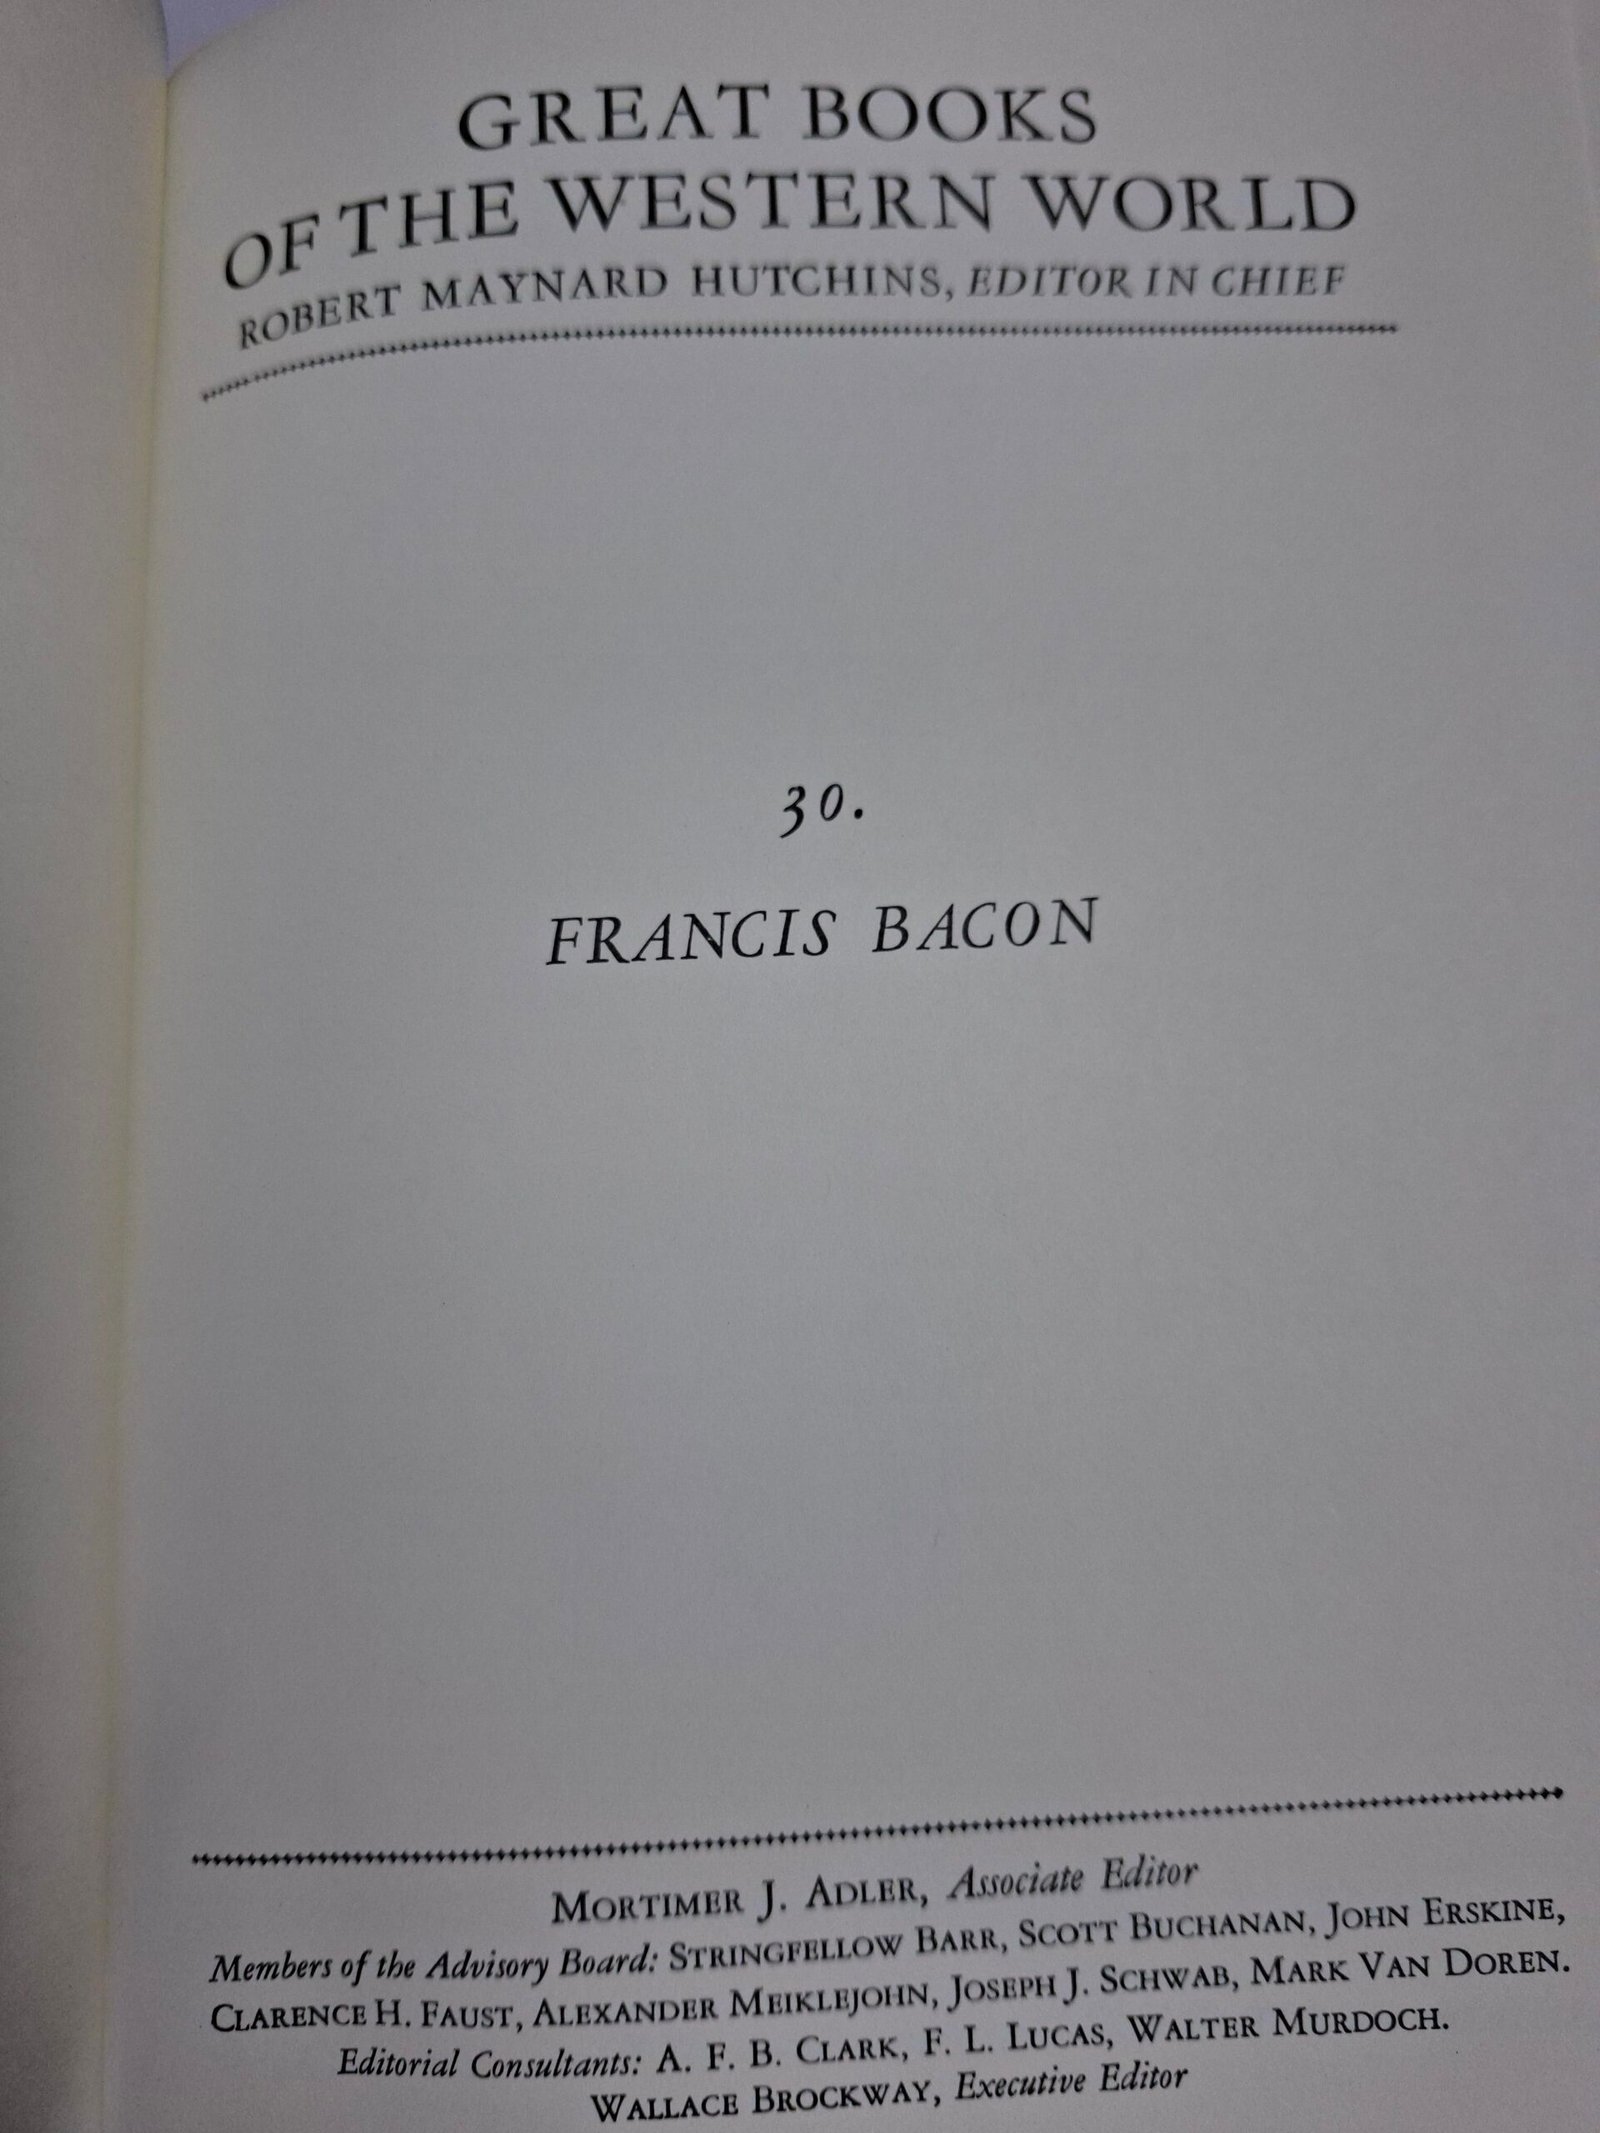 GREAT BOOKS
OF THE WESTERN WORLD
ROBERT MAYNARD HUTCHINS, EDITOR IN CHIEF
30.
FRANCIS BACON
MORTIMER J. ADLER, Associate Editor
Members of the Advisory Board: STRINGFELLOW BARR, SCOTT BUCHANAN, JOHN ERSKINE,
CLARENCE H. FAUST, ALEXANDER MEIKLEJOHN, JOSEPH J. SCHWAB, MARK VAN DOREN.
Editorial Consultants: A. F. B. CLARK, F. L. LUCAS, WALTER MURDOCH.
WALLACE BROCKWAY, Executive Editor